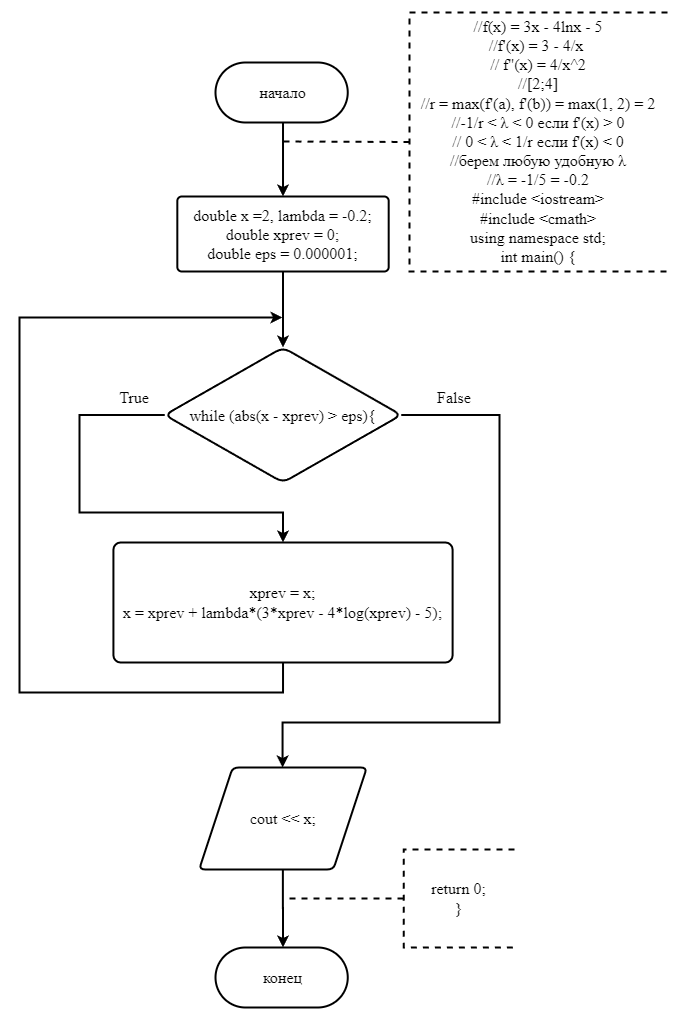 //f(x) = 3x - 4lnx - 5
//f'(x) = 3 - 4/x
// f''(x) = 4/x^2
//[2;4]
//r = max(f'(a), f'(b)) = max(1, 2) = 2
//-1/r < λ < 0 если f'(x) > 0
// 0 < λ < 1/r если f'(x) < 0
//берем любую удобную λ
//λ = -1/5 = -0.2
#include <iostream>
#include <cmath>
using namespace std;
int main() {
начало
double x =2, lambda = -0.2;
double xprev = 0;
double eps = 0.000001;
True
False
while (abs(x - xprev) > eps){
xprev = x;
x = xprev + lambda*(3*xprev - 4*log(xprev) - 5);
cout << x;
return 0;
}
конец